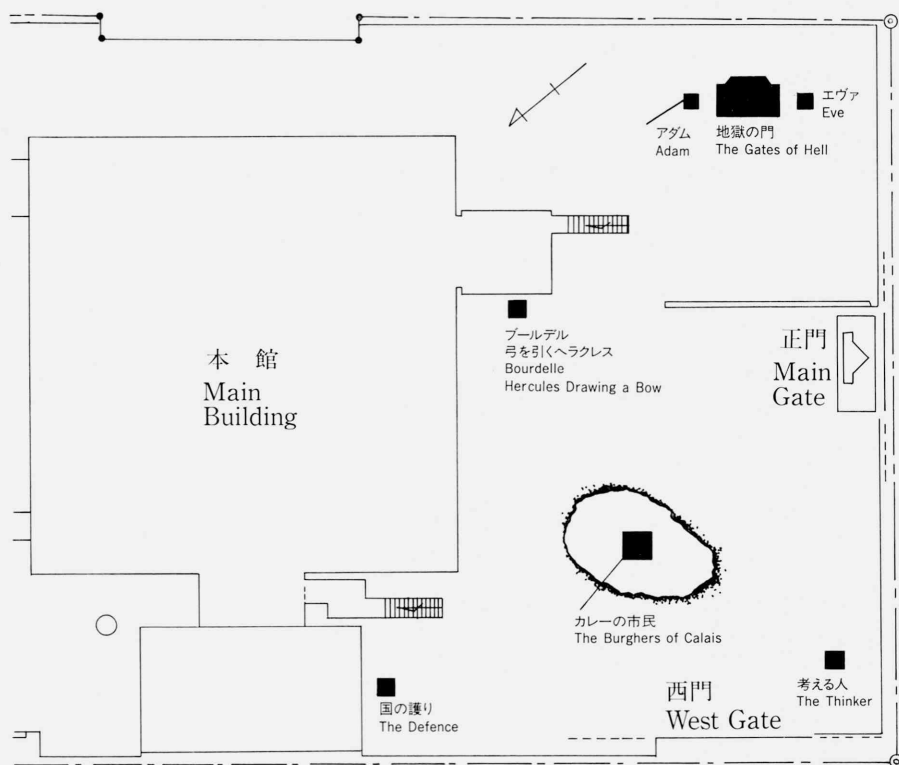 エヴァ
Eve
アダム
Adam
地獄の門
The Gates of Hell
ブールデル
弓を引くヘラクレス
Bourdelle
Hercules Drawing a Bow
本館
Main
Building
正門
Main
Gate
カレーの市民
The Burghers of Calais
考える人
The Thinker
西門
West Gate
国の護り
The Defence